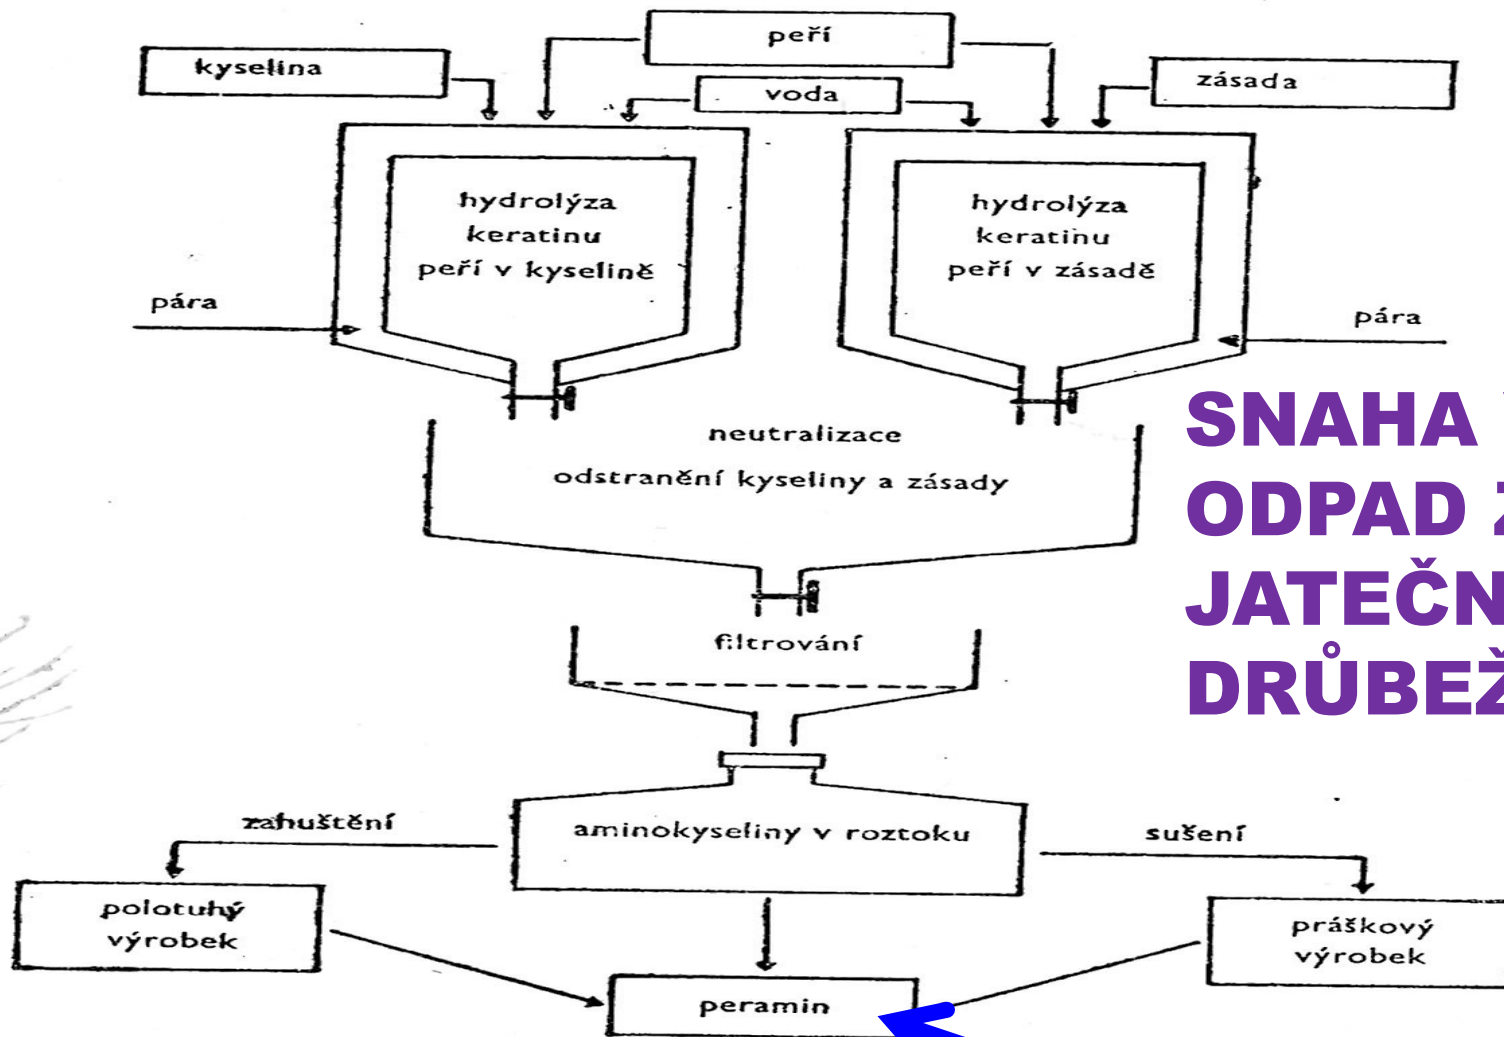 peří
kyselina
voda
zásada
hydrolýza
keratinu
peří v kyselině
hydrolýza
keratinu
peří v zásadě
pára
pára
neutralizace
odstranění kyseliny a zásady
SNAHA
ODPAD
JATEČN
DRŮBEŽ
filtrování
zahuštění
aminokyseliny v roztoku
sušení
polotuhý
výrobek
práškový
výrobek
peramin